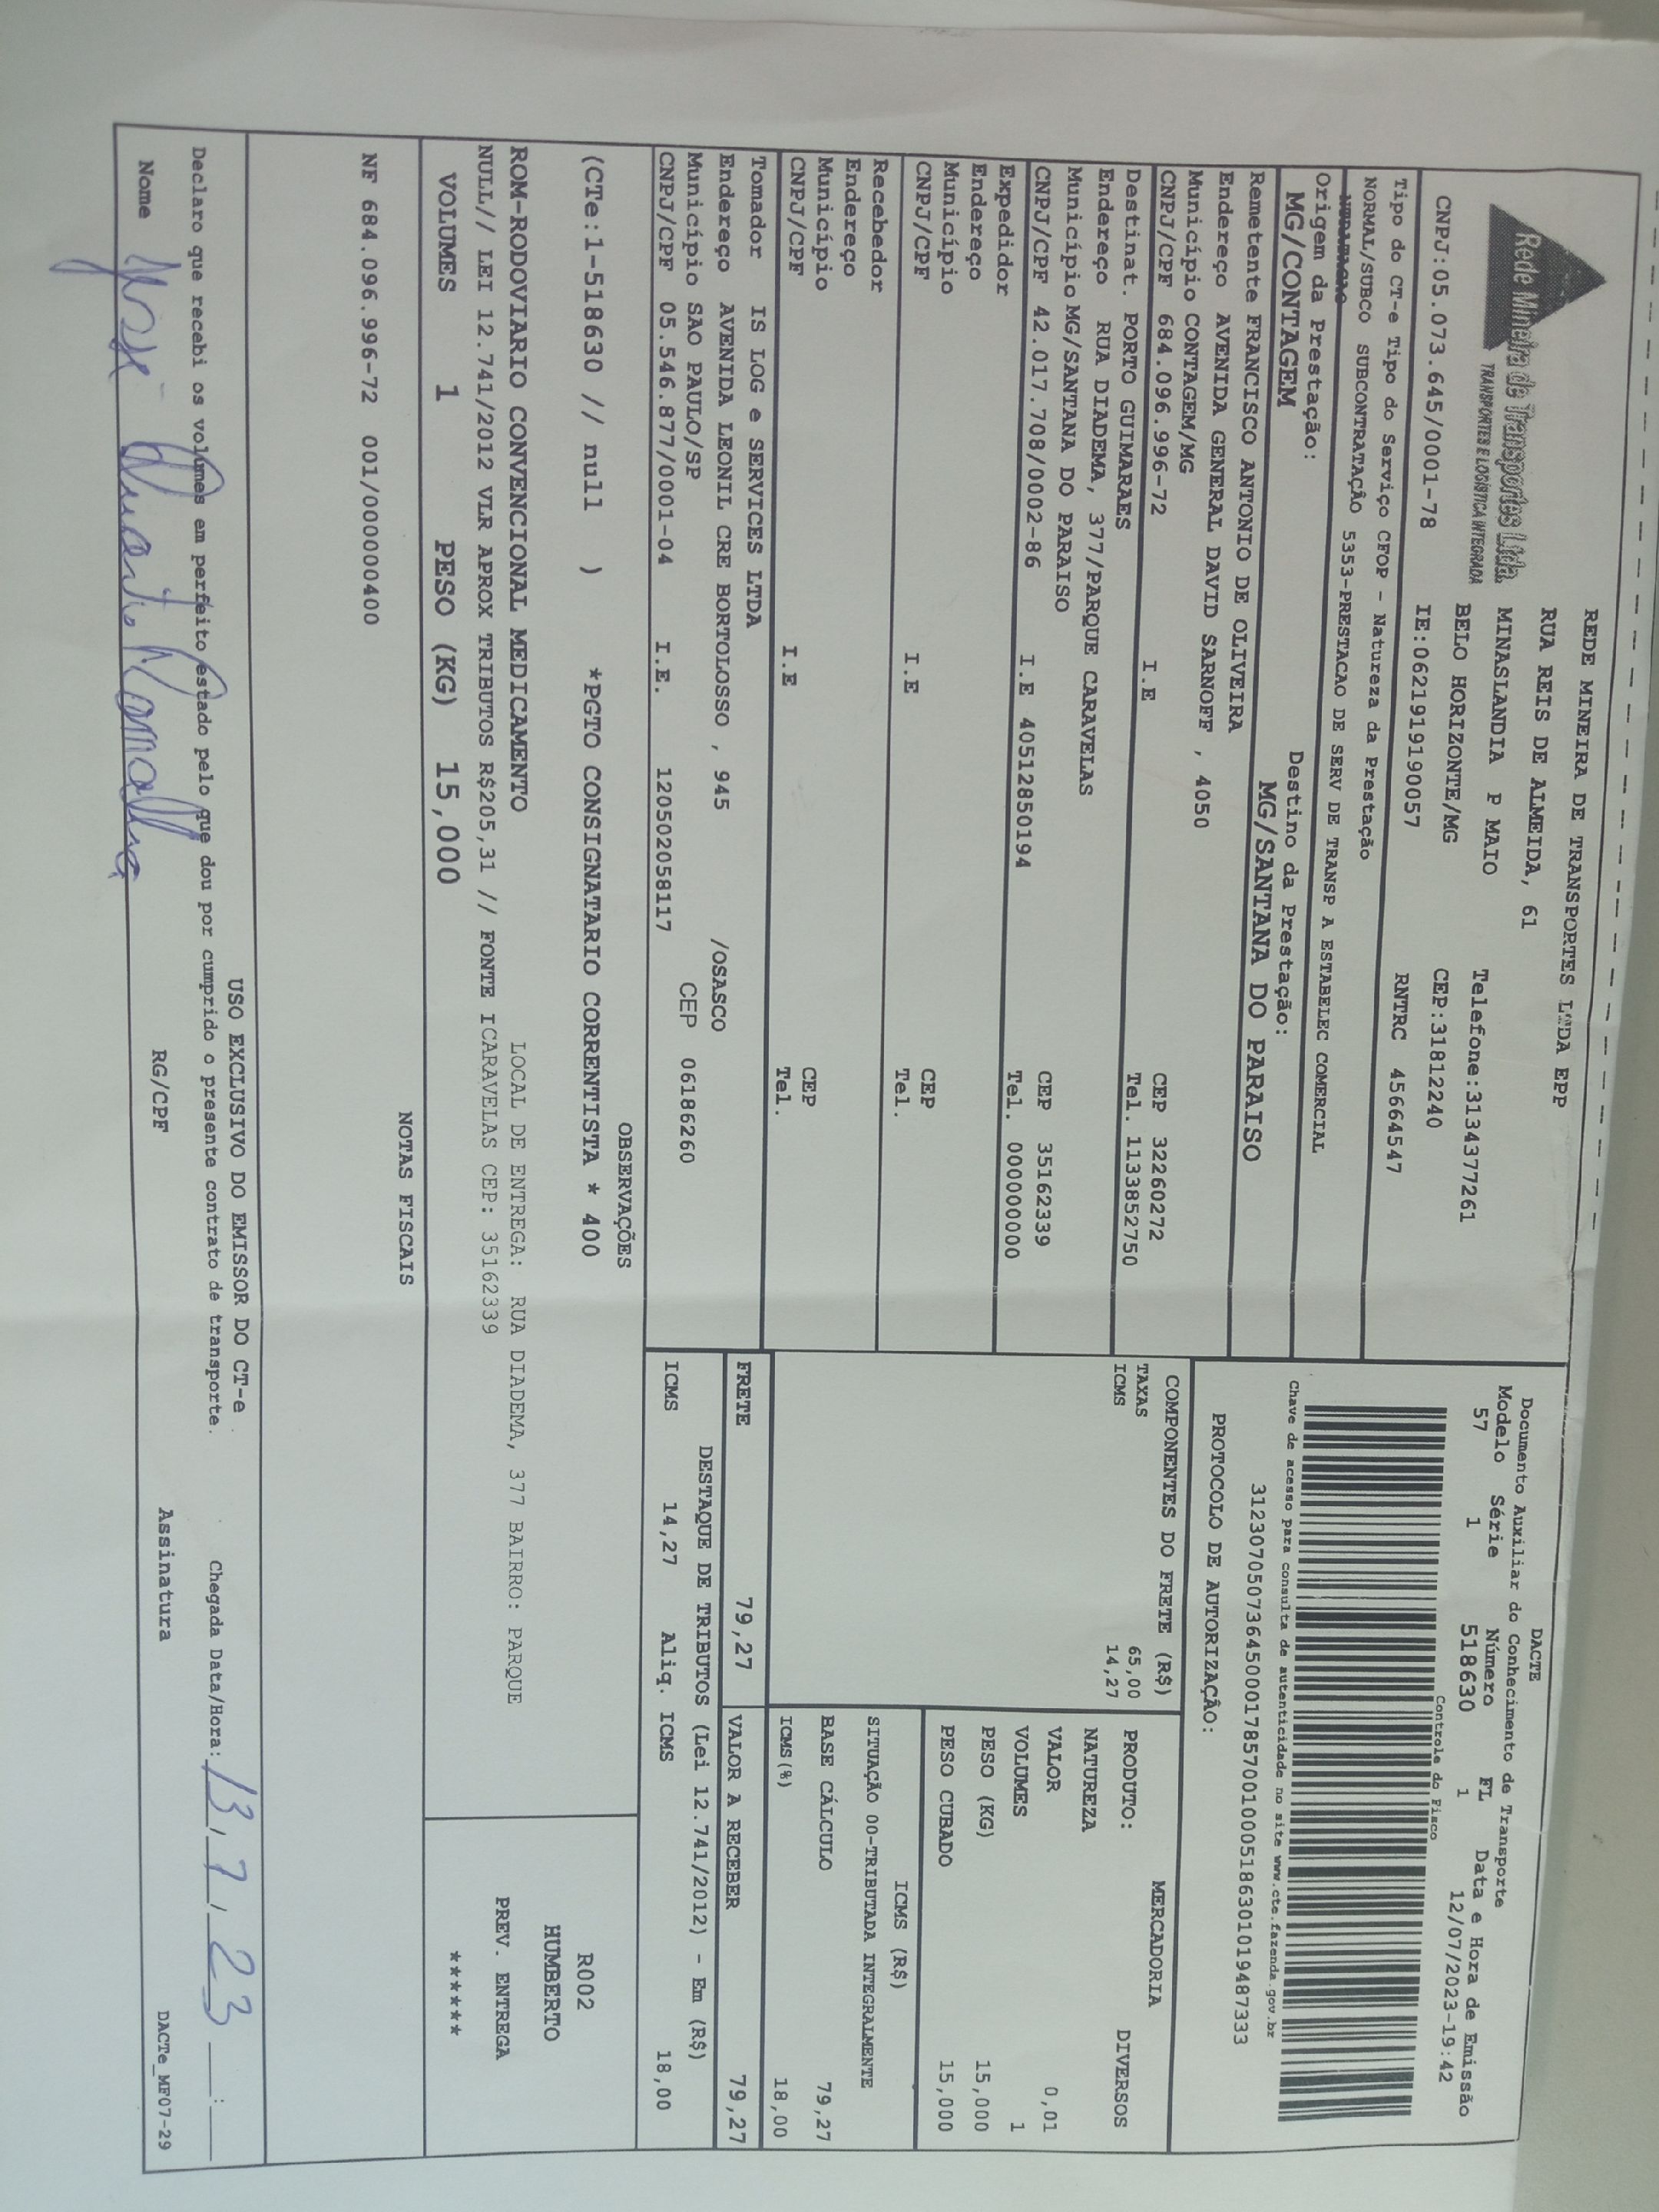 Rede Mineira de Transportes Ltda.
TRANSPORTES E LOGÍSTICA INTEGRADA
REDE MINEIRA DE TRANSPORTES LTDA EPP
RUA REIS DE ALMEIDA, 61
MINASLANDIA P MAIO Telefone:3134377261
BELO HORIZONTE/MG CEP:31812240
CNPJ:05.073.645/0001-78 IE:0621919190057 RNTRC 45664547
Tipo do CT-e Tipo do Serviço CFOP - Natureza da Prestação
NORMAL/SUBCO SUBCONTRATAÇÃO 5353-PRESTACAO DE SERV DE TRANSP A ESTABELEC COMERCIAL
Origem da Prestação: Destino da Prestação:
MG/CONTAGEM MG/SANTANA DO PARAISO
DACTE
Documento Auxiliar do Conhecimento de Transporte
Modelo Série Número FL Data e Hora de Emissão
57 1 518630 1 12/07/2023-19:42
Controle do Fisco
Chave de acesso para consulta de autenticidade no site www.cte.fazenda.gov.br
31230705073645000178570010005186301019487333
PROTOCOLO DE AUTORIZAÇÃO:
Remetente FRANCISCO ANTONIO DE OLIVEIRA
Endereço AVENIDA GENERAL DAVID SARNOFF , 4050
Município CONTAGEM/MG CEP 32260272
CNPJ/CPF 684.096.996-72 I.E Tel. 1133852750
Destinat. PORTO GUIMARAES
Endereço RUA DIADEMA, 377/PARQUE CARAVELAS
Município MG/SANTANA DO PARAISO CEP 35162339
CNPJ/CPF 42.017.708/0002-86 I.E 4051285019​4 Tel. 000000000
Expedidor
Endereço
Município CEP
CNPJ/CPF I.E Tel.
Recebedor
Endereço
Município CEP
CNPJ/CPF I.E Tel.
Tomador IS LOG e SERVICES LTDA
Endereço AVENIDA LEONIL CRE BORTOLOSSO , 945 /OSASCO
Município SAO PAULO/SP CEP 06186260
CNPJ/CPF 05.546.877/0001-04 I.E. 120502058117
COMPONENTES DO FRETE (R$)
TAXAS 65,00
ICMS 14,27
MERCADORIA
PRODUTO: DIVERSOS
NATUREZA
VALOR 0,01
VOLUMES 1
PESO (KG) 15,000
PESO CUBADO 15,000
ICMS (R$)
SITUAÇÃO 00-TRIBUTADA INTEGRALMENTE
BASE CÁLCULO 79,27
ICMS(%) 18,00
FRETE 79,27 VALOR A RECEBER 79,27
DESTAQUE DE TRIBUTOS (Lei 12.741/2012) - Em (R$)
ICMS 14,27 Aliq. ICMS 18,00
OBSERVAÇÕES
(CTe:1-518630 // null ) *PGTO CONSIGNATARIO CORRENTISTA * 400
ROM-RODOVIARIO CONVENCIONAL MEDICAMENTO LOCAL DE ENTREGA: RUA DIADEMA, 377 BAIRRO: PARQUE
NULL// LEI 12.741/2012 VLR APROX TRIBUTOS R$205,31 // FONTE ICARAVELAS CEP: 35162339
R002
HUMBERTO
PREV. ENTREGA
******
VOLUMES 1 PESO (KG) 15,000
NOTAS FISCAIS
NF 684.096.996-72 001/000000400
USO EXCLUSIVO DO EMISSOR DO CT-e
Declaro que recebi os volumes em perfeito estado pelo que dou por cumprido o presente contrato de transporte. Chegada Data/Hora: 13, 7, 23 __:__
Nome José Duarte Ramalho RG/CPF Assinatura
DACTe_MF07-29